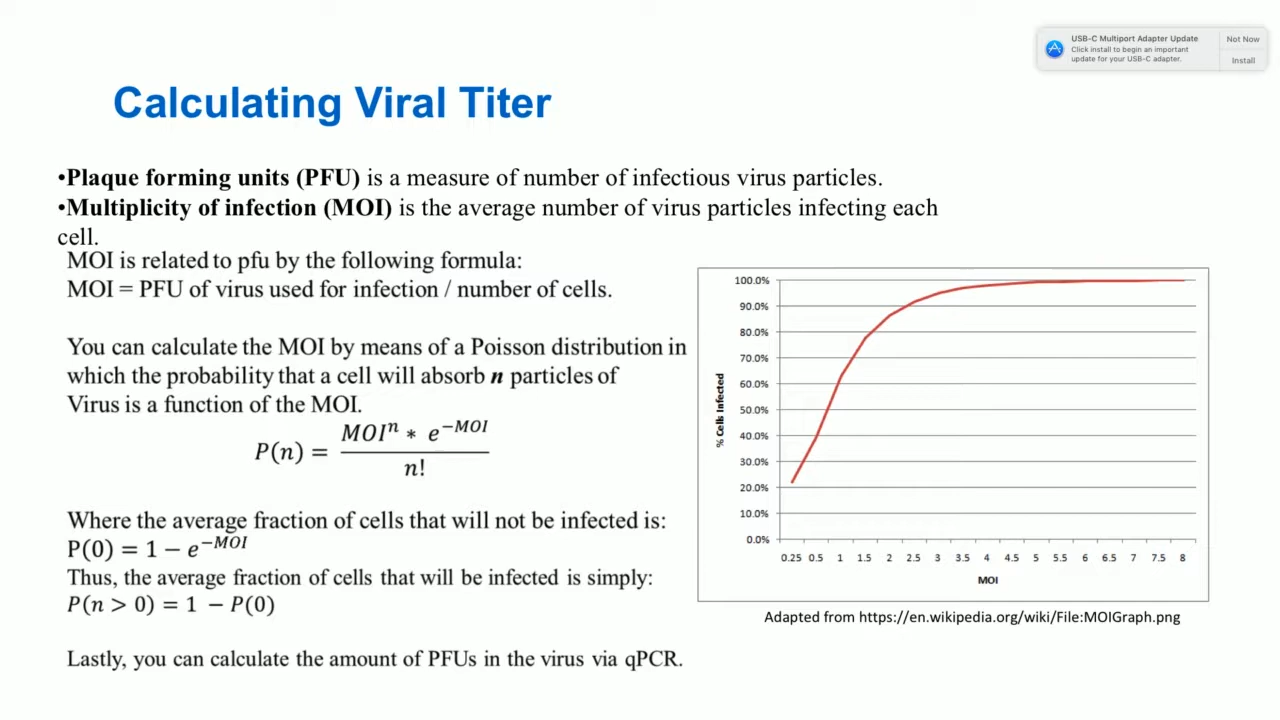 USB-C Multiport Adapter Update
Click install to begin an important
update for your USB-C adapter.
Not Now
Install
Calculating Viral Titer
•Plaque forming units (PFU) is a measure of number of infectious virus particles.
•Multiplicity of infection (MOI) is the average number of virus particles infecting each
cell.
MOI is related to pfu by the following formula:
MOI = PFU of virus used for infection / number of cells.
You can calculate the MOI by means of a Poisson distribution in
which the probability that a cell will absorb n particles of
Virus is a function of the MOI.
P(n) = MOIⁿ * e^−MOI / n!
Where the average fraction of cells that will not be infected is:
P(0) = 1 − e^−MOI
Thus, the average fraction of cells that will be infected is simply:
P(n > 0) = 1 − P(0)
Lastly, you can calculate the amount of PFUs in the virus via qPCR.
% Cells Infected
100.0%
90.0%
80.0%
70.0%
60.0%
50.0%
40.0%
30.0%
20.0%
10.0%
0.0%
0.25 0.5 1 1.5 2 2.5 3 3.5 4 4.5 5 5.5 6 6.5 7 7.5 8
MOI
Adapted from https://en.wikipedia.org/wiki/File:MOIGraph.png